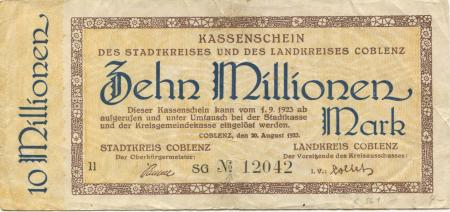 10 Millionen
KASSENSCHEIN
DES STADTKREISES UND DES LANDKREISES COBLENZ
Zehn Millionen
Mark
Dieser Kassenschein kann vom 1.9.1923 ab
aufgerufen und unter Umtausch bei der Stadtkasse
und der Kreisgemeindekasse eingelöst werden.
COBLENZ, den 20. August 1923.
STADTKREIS COBLENZ
Der Oberbürgermeister:
LANDKREIS COBLENZ
Der Vorsitzende des Kreisausschusses:
11
SG № 12042
i.V.: